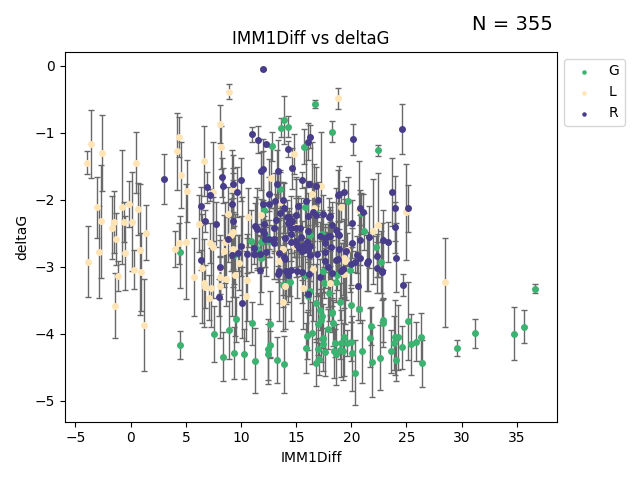 N = 355
IMM1Diff vs deltaG
G
L
R
deltaG
0
−1
−2
−3
−4
−5
−5 0 5 10 15 20 25 30 35
IMM1Diff